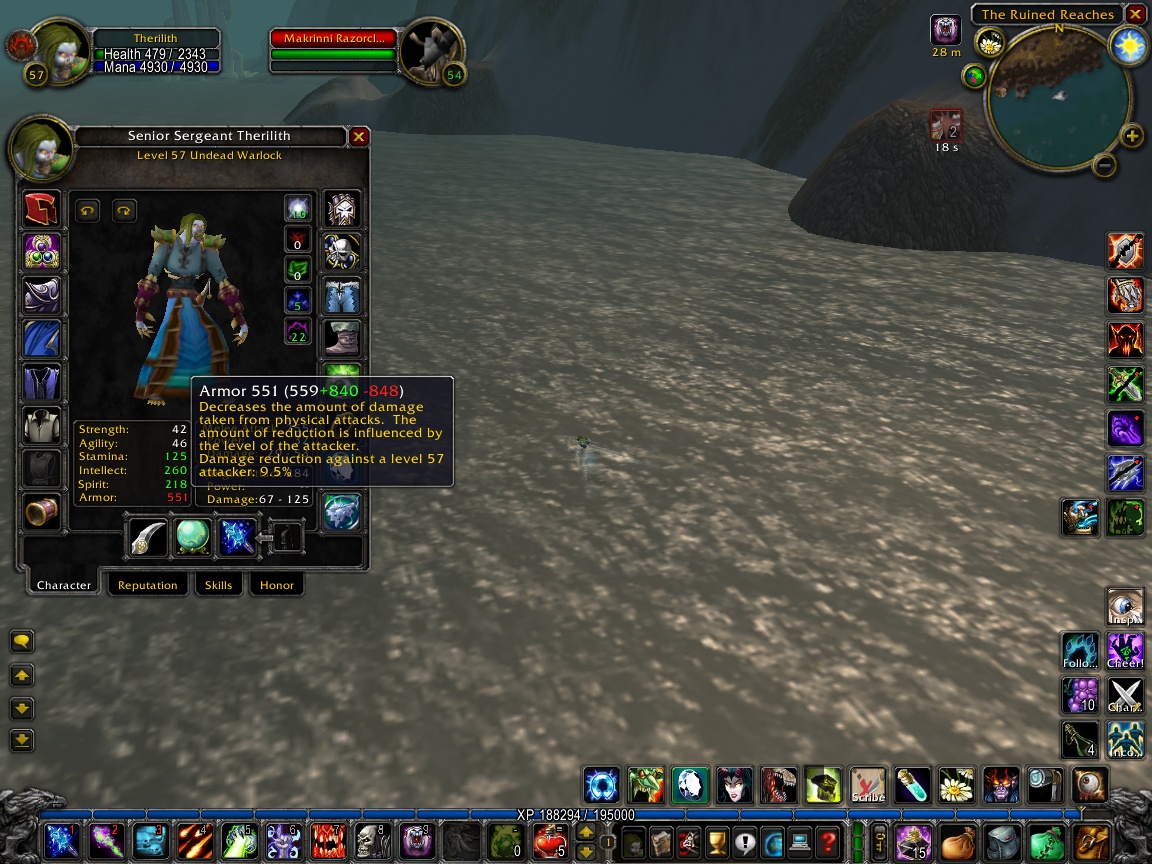 Therilith
Health 479 / 2343
Mana 4930 / 4930
57
Makrinni Razorcl...
54
28 m
The Ruined Reaches
N
2
18 s
Senior Sergeant Therilith
Level 57 Undead Warlock
10
0
0
5
22
Armor 551 (559+840 -848)
Decreases the amount of damage
taken from physical attacks. The
amount of reduction is influenced by
the level of the attacker.
Damage reduction against a level 57
attacker: 9.5%
Strength: 42
Agility: 46
Stamina: 125
Intellect: 260
Spirit: 218
Armor: 551
284
Power:
Damage: 67 - 125
Character
Reputation
Skills
Honor
Insp...
Follo...
Cheer!
10
Char...
4
Inco...
Scribe
XP 188294 / 195000
1
2
3
4
5
6
7
8
9
0
-
=
5
1
15